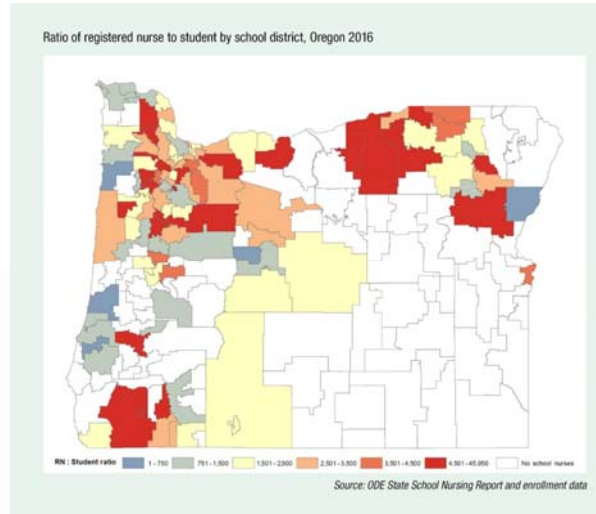 Ratio of registered nurse to student by school district, Oregon 2016
RN : Student ratio 1 - 750 751 - 1,500 1,501 - 2,500 2,501 - 3,500 3,501 - 4,500 4,501 - 45,950 No school nurses
Source: ODE State School Nursing Report and enrollment data